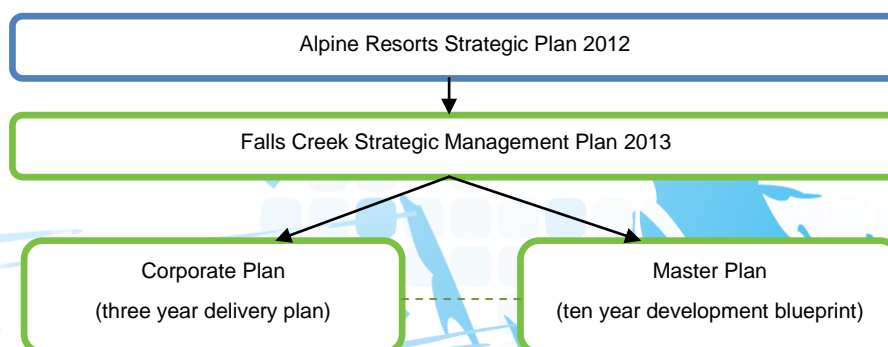 Alpine Resorts Strategic Plan 2012
Falls Creek Strategic Management Plan 2013
Corporate Plan
(three year delivery plan)
Master Plan
(ten year development blueprint)